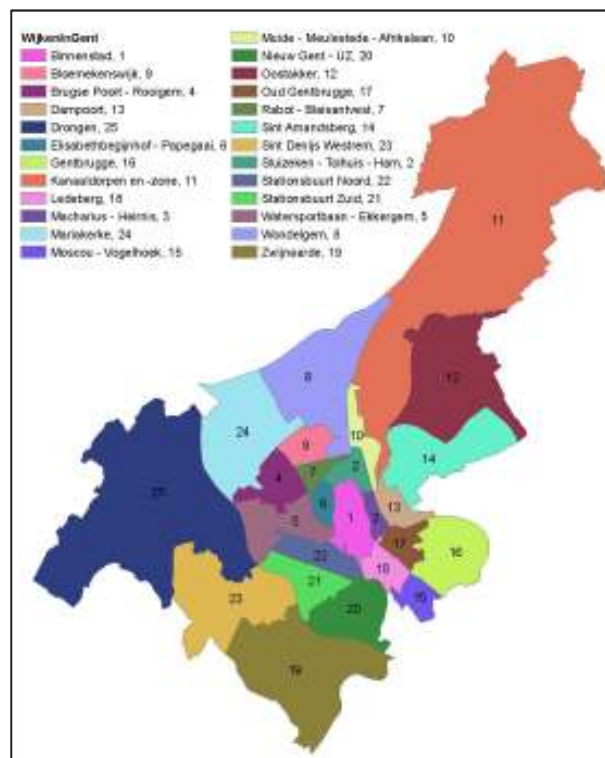 WijkeninGent
Binnenstad, 1
Bloemekenswijk, 9
Brugse Poort - Rooigem, 4
Dampoort, 13
Drongen, 25
Elisabethbegijnhof - Papegaai, 6
Gentbrugge, 16
Kanaaldorpen en -zone, 11
Ledeberg, 18
Macharius - Heirnis, 3
Mariakerke, 24
Moscou - Vogelhoek, 15
Muide - Meulestede - Afrikalaan, 10
Nieuw Gent - UZ, 20
Oostakker, 12
Oud Gentbrugge, 17
Rabot - Blaisantvest, 7
Sint Amandsberg, 14
Sint Denijs Westrem, 23
Sluizeken - Tolhuis - Ham, 2
Stationsbuurt Noord, 22
Stationsbuurt Zuid, 21
Watersportbaan - Ekkergem, 5
Wondelgem, 8
Zwijnaarde, 19
11
8
12
24
10
9
14
7
2
4
25
6
13
1
3
5
17
16
22
18
21
15
23
20
19